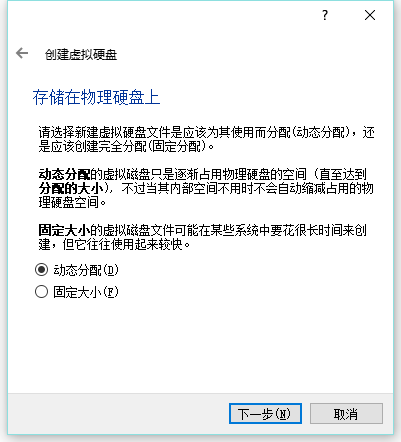 ?
创建虚拟硬盘
存储在物理硬盘上
请选择新建虚拟硬盘文件是应该为其使用而分配(动态分配)，还
是应该创建完全分配(固定分配)。
动态分配的虚拟磁盘只是逐渐占用物理硬盘的空间（直至达到
分配的大小），不过当其内部空间不用时不会自动缩减占用的物
理硬盘空间。
固定大小的虚拟磁盘文件可能在某些系统中要花很长时间来创
建，但它往往使用起来较快。
动态分配(D)
固定大小(F)
下一步(N)
取消